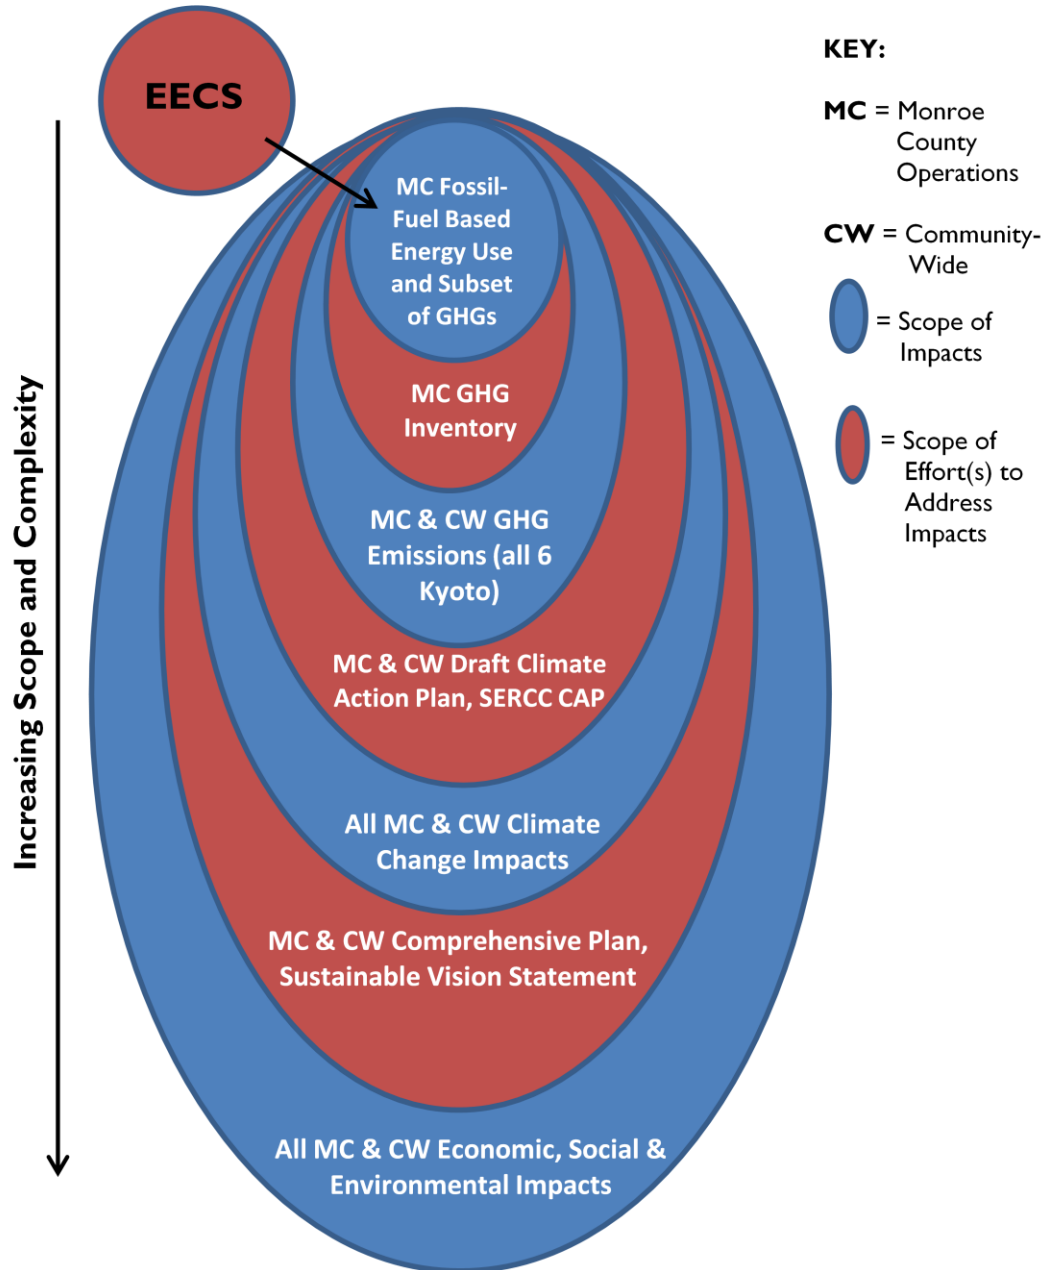 EECS
MC Fossil-
Fuel Based
Energy Use
and Subset
of GHGs
MC GHG
Inventory
MC & CW GHG
Emissions (all 6
Kyoto)
MC & CW Draft Climate
Action Plan, SERCC CAP
All MC & CW Climate
Change Impacts
MC & CW Comprehensive Plan,
Sustainable Vision Statement
All MC & CW Economic, Social &
Environmental Impacts
Increasing Scope and Complexity
KEY:
MC = Monroe
County
Operations
CW = Community-
Wide
= Scope of
Impacts
= Scope of
Effort(s) to
Address
Impacts